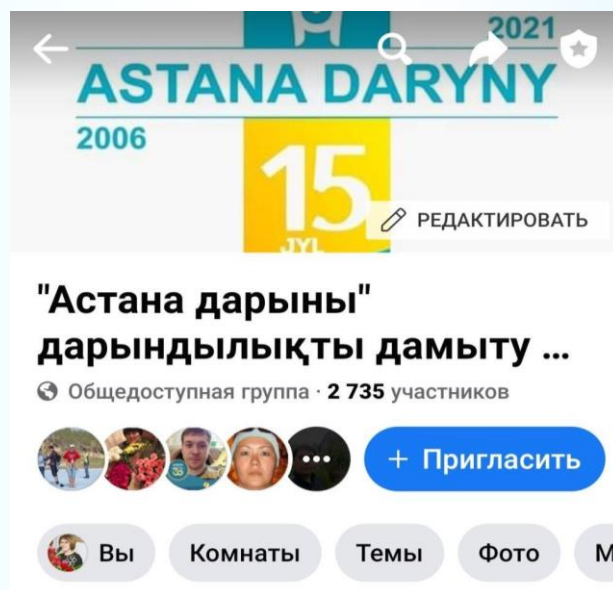 2021
ASTANA DARYNY
2006
15
JYL
РЕДАКТИРОВАТЬ
"Астана дарыны"
дарындылықты дамыту ...
Общедоступная группа · 2 735 участников
+ Пригласить
Вы
Комнаты
Темы
Фото
М